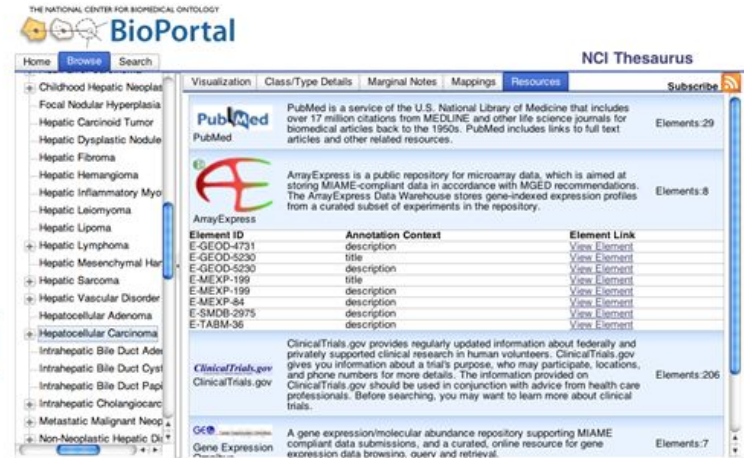 THE NATIONAL CENTER FOR BIOMEDICAL ONTOLOGY
BioPortal
Home Browse Search
NCI Thesaurus
Childhood Hepatic Neoplas
Focal Nodular Hyperplasia
Hepatic Carcinoid Tumor
Hepatic Dysplastic Nodule
Hepatic Fibroma
Hepatic Hemangioma
Hepatic Inflammatory Myo
Hepatic Leiomyoma
Hepatic Lipoma
Hepatic Lymphoma
Hepatic Mesenchymal Har
Hepatic Sarcoma
Hepatic Vascular Disorder
Hepatocellular Adenoma
Hepatocellular Carcinoma
Intrahepatic Bile Duct Ade
Intrahepatic Bile Duct Cyst
Intrahepatic Bile Duct Papi
Intrahepatic Cholangiocarc
Metastatic Malignant Neop
Non-Neoplastic Hepatic Di
Visualization Class/Type Details Marginal Notes Mappings Resources
Subscribe
PubMed
PubMed
PubMed is a service of the U.S. National Library of Medicine that includes
over 17 million citations from MEDLINE and other life science journals for
biomedical articles back to the 1950s. PubMed includes links to full text
articles and other related resources.
Elements:29
ArrayExpress
ArrayExpress is a public repository for microarray data, which is aimed at
storing MIAME-compliant data in accordance with MGED recommendations.
The ArrayExpress Data Warehouse stores gene-indexed expression profiles
from a curated subset of experiments in the repository.
Elements:8
Element ID Annotation Context Element Link
E-GEOD-4731 description View Element
E-GEOD-5230 title View Element
E-GEOD-5230 description View Element
E-MEXP-199 title View Element
E-MEXP-199 description View Element
E-MEXP-84 description View Element
E-SMDB-2975 description View Element
E-TABM-36 description View Element
ClinicalTrials.gov
ClinicalTrials.gov
ClinicalTrials.gov provides regularly updated information about federally and
privately supported clinical research in human volunteers. ClinicalTrials.gov
gives you information about a trial's purpose, who may participate, locations,
and phone numbers for more details. The information provided on
ClinicalTrials.gov should be used in conjunction with advice from health care
professionals. Before searching, you may want to learn more about clinical
trials.
Elements:206
GEO
Gene Expression
A gene expression/molecular abundance repository supporting MIAME
compliant data submissions, and a curated, online resource for gene
expression data browsing, query and retrieval.
Elements:7